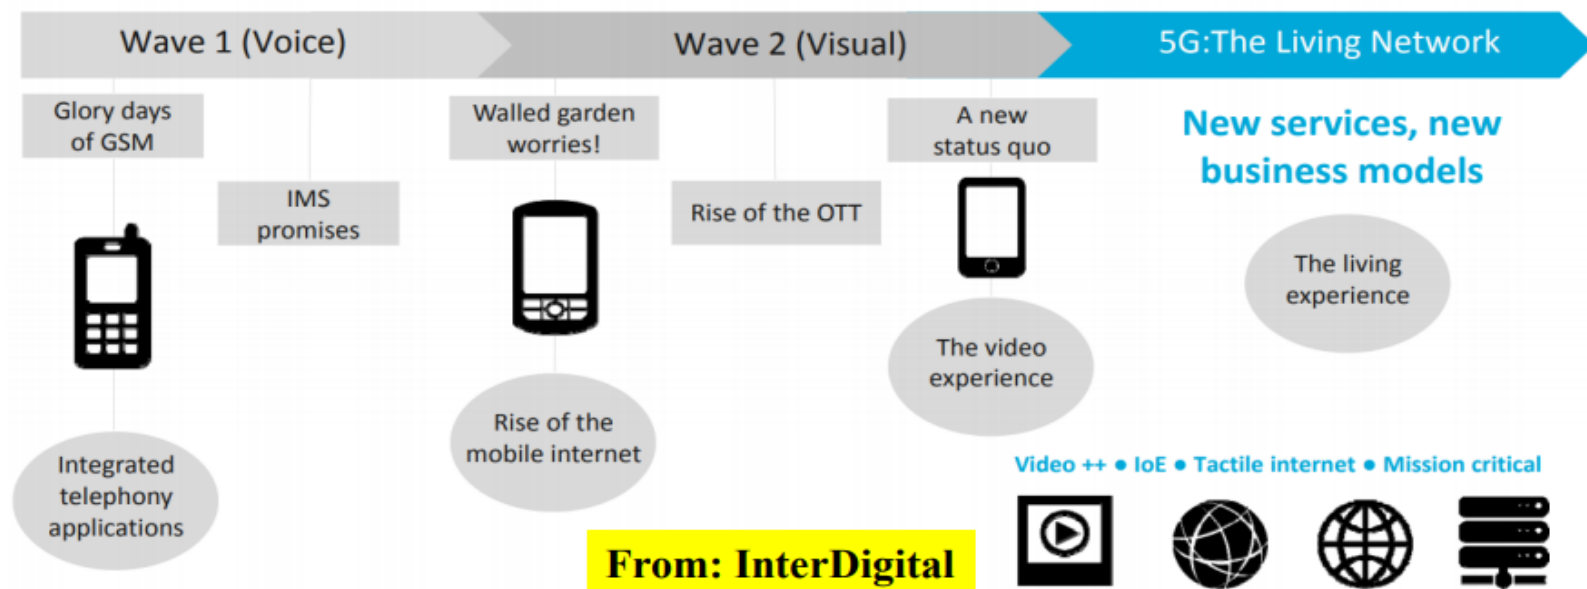 Wave 1 (Voice)
Wave 2 (Visual)
5G:The Living Network
Glory days
of GSM
IMS
promises
Integrated
telephony
applications
Walled garden
worries!
Rise of the
mobile internet
Rise of the OTT
A new
status quo
The video
experience
New services, new
business models
The living
experience
Video ++ ● IoE ● Tactile internet ● Mission critical
From: InterDigital